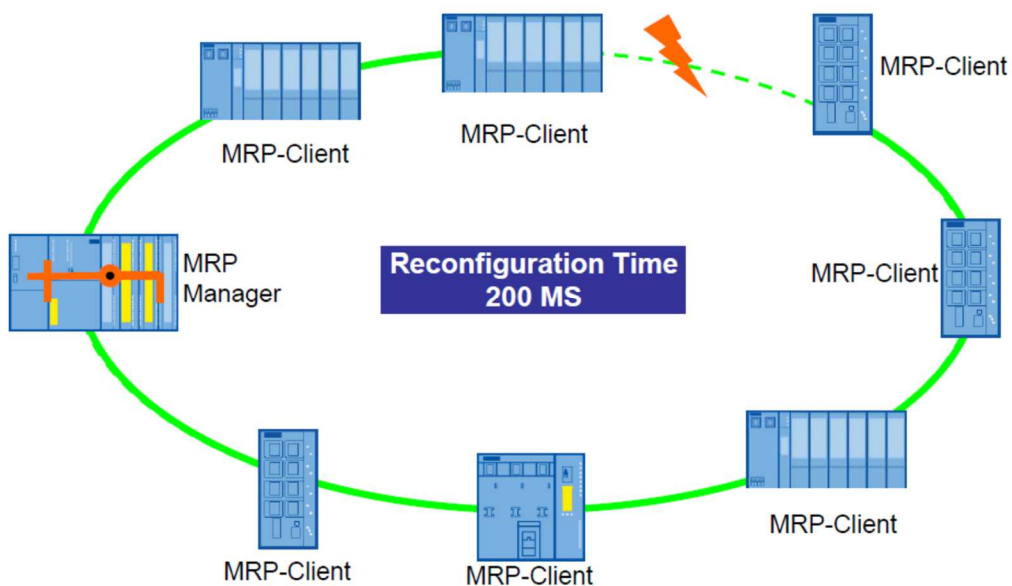 MRP-Client
MRP-Client
MRP-Client
MRP
Manager
Reconfiguration Time
200 MS
MRP-Client
MRP-Client
MRP-Client
MRP-Client